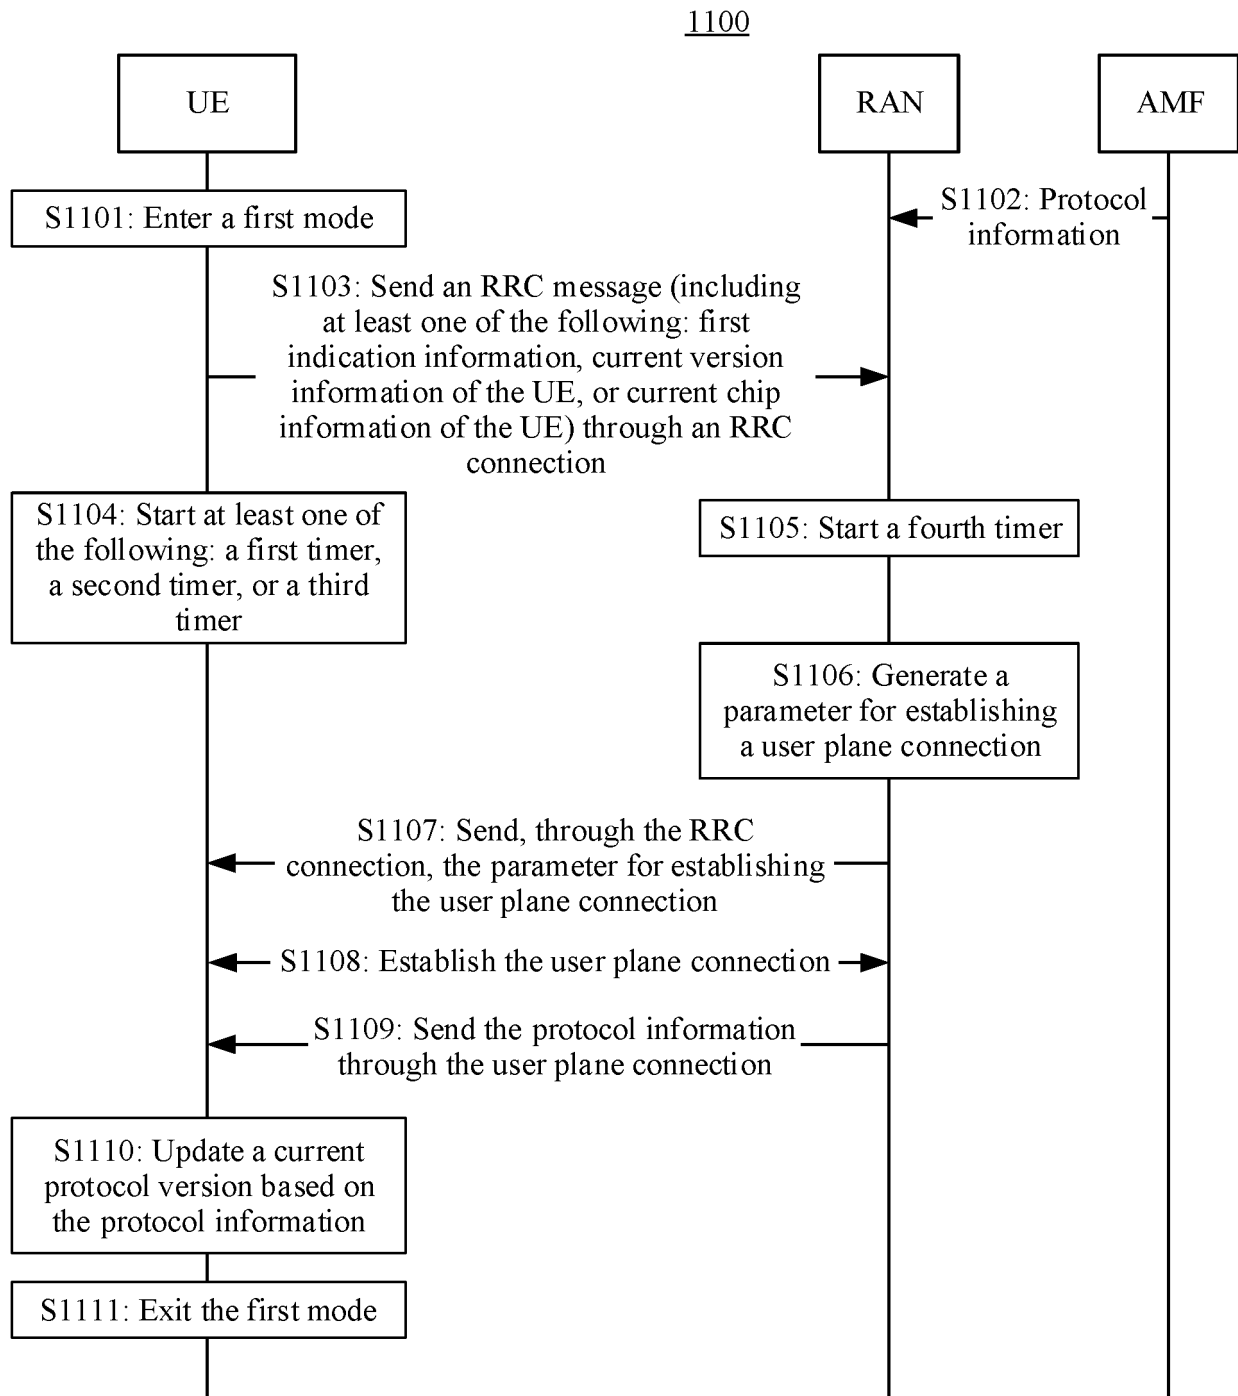 1100
UE
RAN
AMF
S1101: Enter a first mode
S1102: Protocol
information
S1103: Send an RRC message (including
at least one of the following: first
indication information, current version
information of the UE, or current chip
information of the UE) through an RRC
connection
S1104: Start at least one of
the following: a first timer,
a second timer, or a third
timer
S1105: Start a fourth timer
S1106: Generate a
parameter for establishing
a user plane connection
S1107: Send, through the RRC
connection, the parameter for establishing
the user plane connection
S1108: Establish the user plane connection
S1109: Send the protocol information
through the user plane connection
S1110: Update a current
protocol version based on
the protocol information
S1111: Exit the first mode